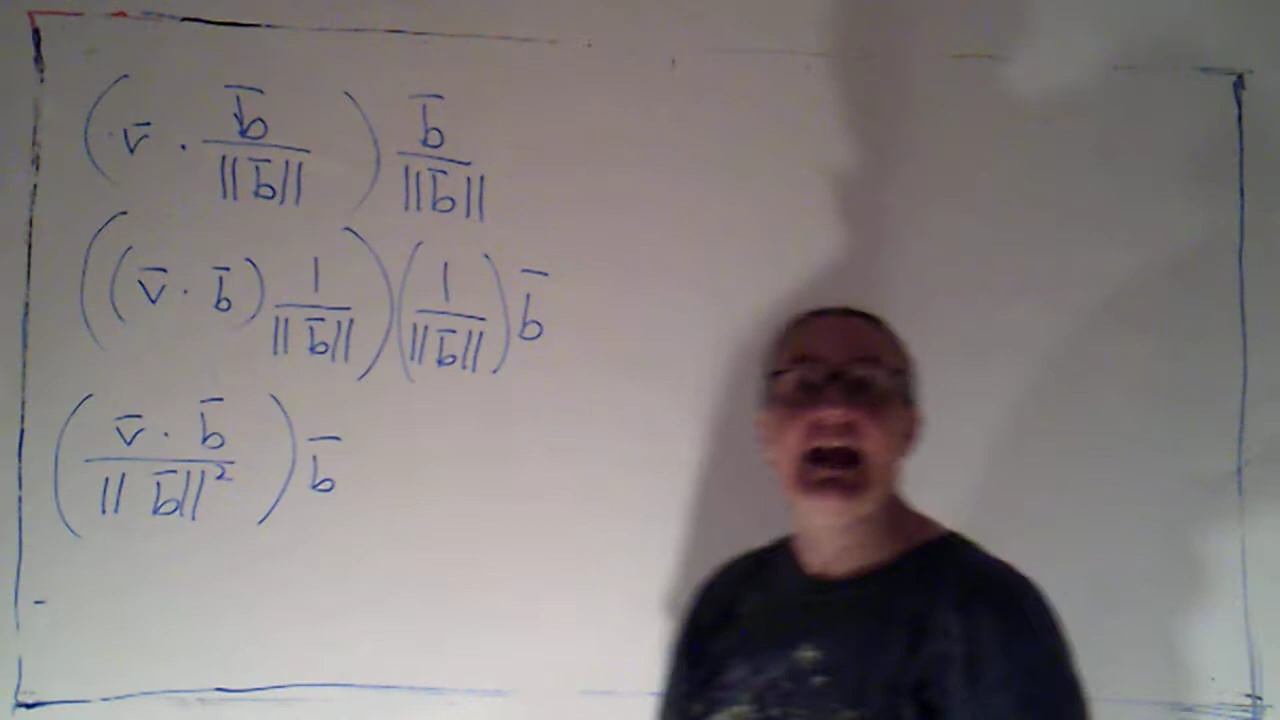 (v̄ · b̄/||b̄||) b̄/||b̄||
((v̄ · b̄) 1/||b̄||)(1/||b̄||) b̄
(v̄ · b̄/||b̄||²) b̄